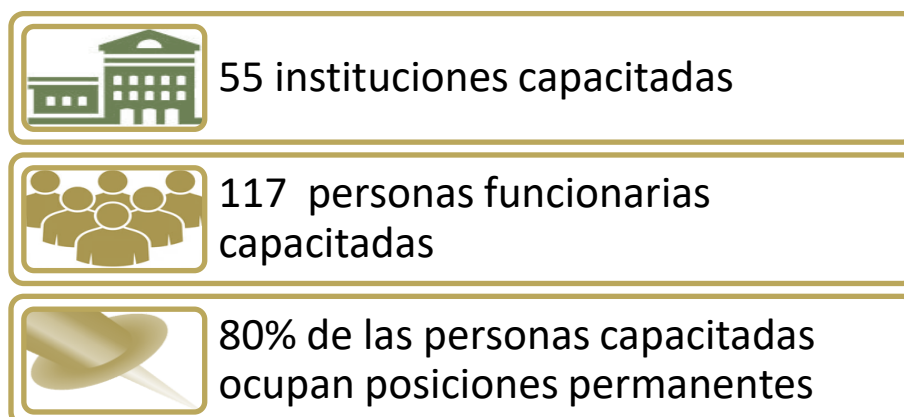 55 instituciones capacitadas
117 personas funcionarias
capacitadas
80% de las personas capacitadas
ocupan posiciones permanentes